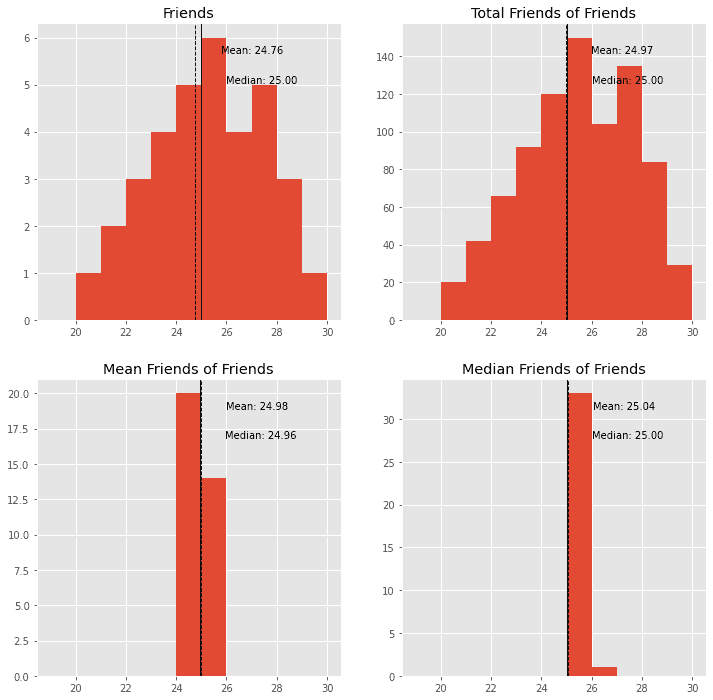 Friends
Mean: 24.76
Median: 25.00
6
5
4
3
2
1
0
20 22 24 26 28 30
Total Friends of Friends
Mean: 24.97
Median: 25.00
140
120
100
80
60
40
20
0
20 22 24 26 28 30
Mean Friends of Friends
Mean: 24.98
Median: 24.96
20.0
17.5
15.0
12.5
10.0
7.5
5.0
2.5
0.0
20 22 24 26 28 30
Median Friends of Friends
Mean: 25.04
Median: 25.00
30
25
20
15
10
5
0
20 22 24 26 28 30